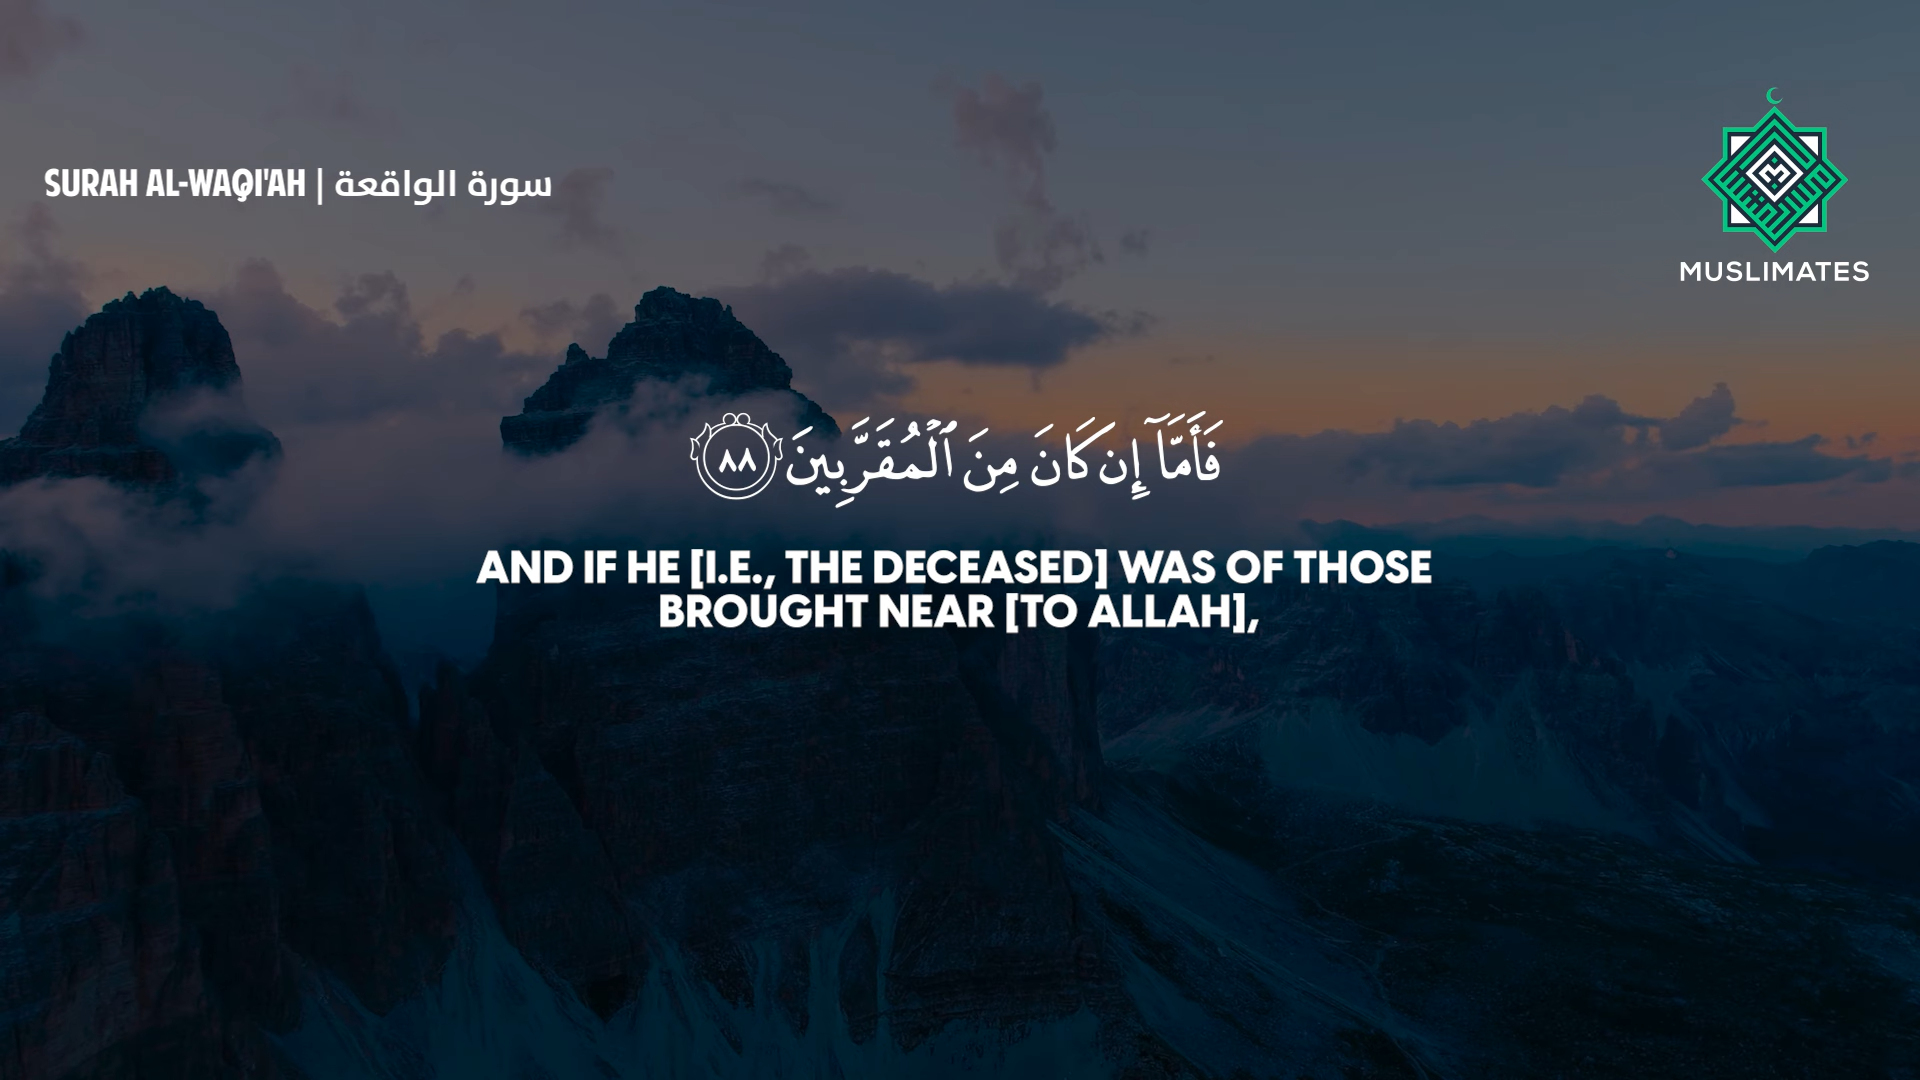 SURAH AL-WAQI'AH | سورة الواقعة
MUSLIMATES
فَأَمَّآ إِن كَانَ مِنَ ٱلْمُقَرَّبِينَ ٨٨
AND IF HE [I.E., THE DECEASED] WAS OF THOSE
BROUGHT NEAR [TO ALLAH],